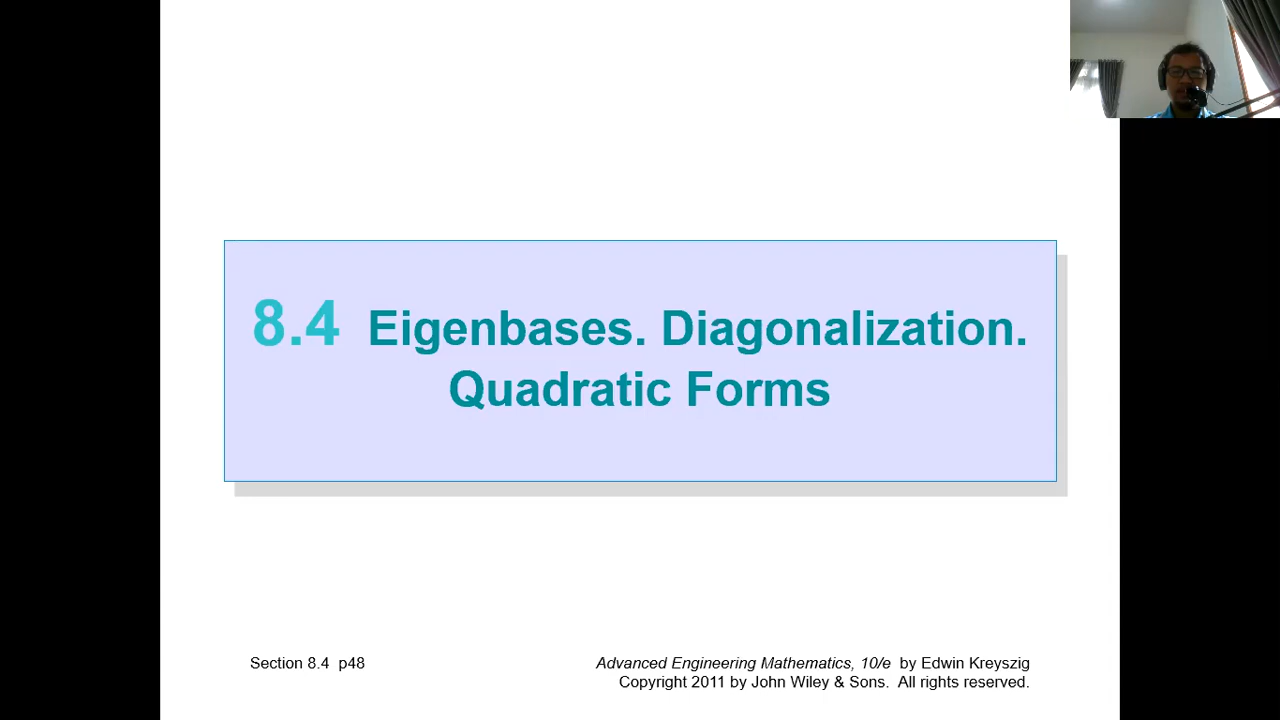 8.4 Eigenbases. Diagonalization.
Quadratic Forms
Section 8.4 p48
Advanced Engineering Mathematics, 10/e by Edwin Kreyszig
Copyright 2011 by John Wiley & Sons. All rights reserved.